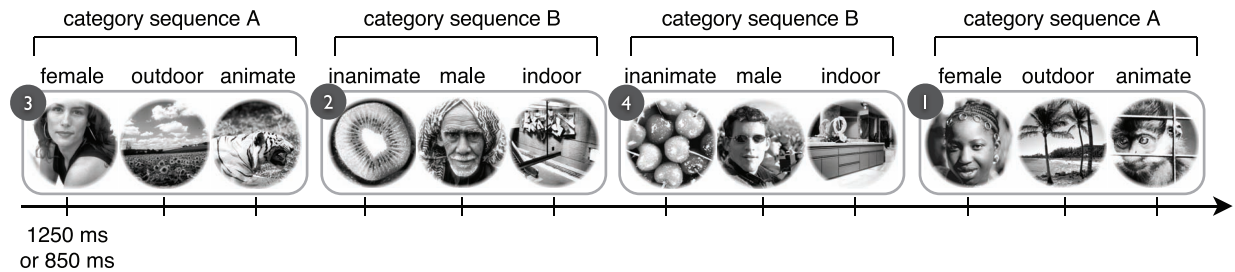 category sequence A category sequence B category sequence B category sequence A
female outdoor animate inanimate male indoor inanimate male indoor female outdoor animate
3 2 4 1
1250 ms
or 850 ms